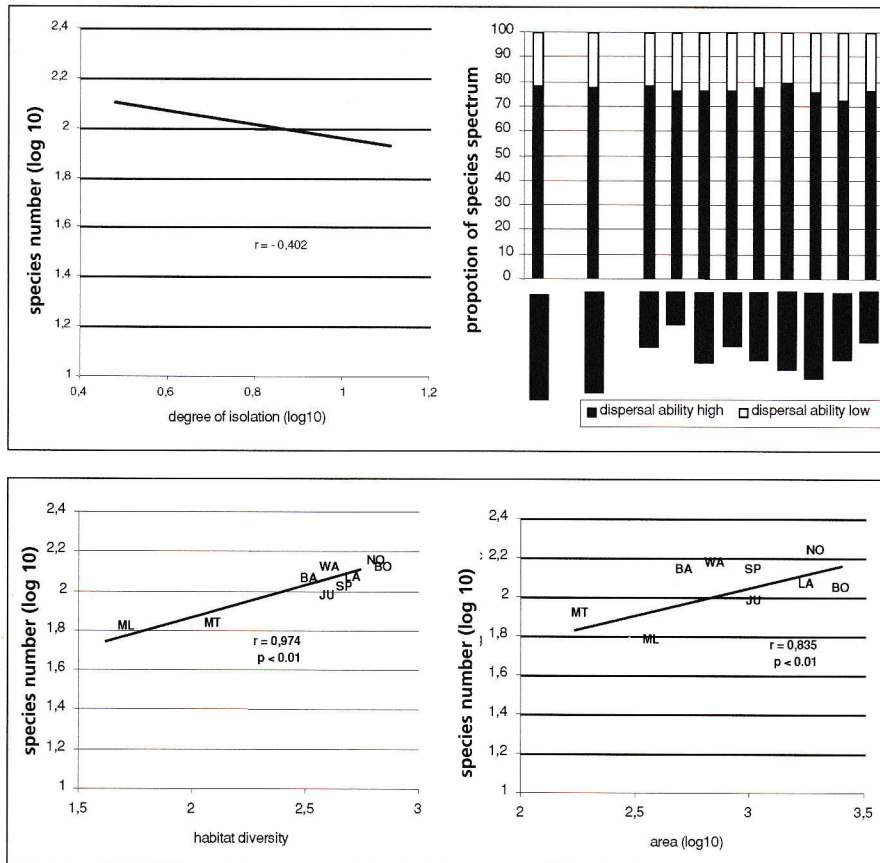 2,4
2,2
2
1,8
1,6
1,4
1,2
1
species number (log 10)
r = - 0,402
0,4 0,6 0,8 1 1,2
degree of isolation (log10)
100
90
80
70
60
50
40
30
20
10
0
propotion of species spectrum
dispersal ability high dispersal ability low
2,4
2,2
2
1,8
1,6
1,4
1,2
1
species number (log 10)
NO
WA BO
BA LA
SP
JU
ML MT
r = 0,974
p < 0.01
1,5 2 2,5 3
habitat diversity
2,4
2,2
2
1,8
1,6
1,4
1,2
1
species number (log 10)
NO
WA
BA SP
LA BO
JU
MT
ML
r = 0,835
p < 0.01
2 2,5 3 3,5
area (log10)